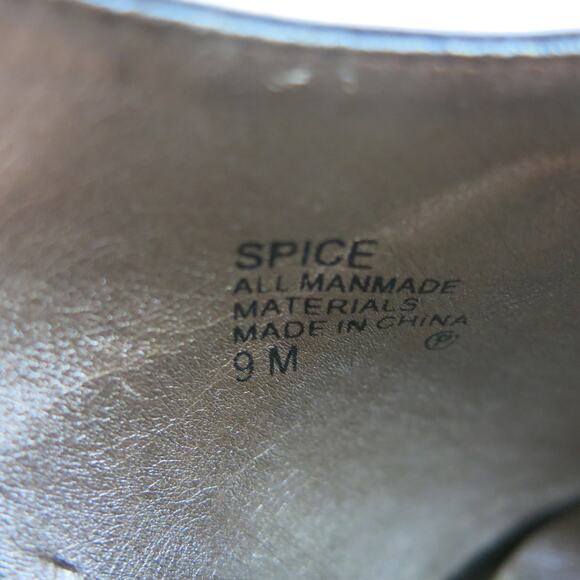 SPICE
ALL MANMADE
MATERIALS
MADE IN CHINA
P
9 M